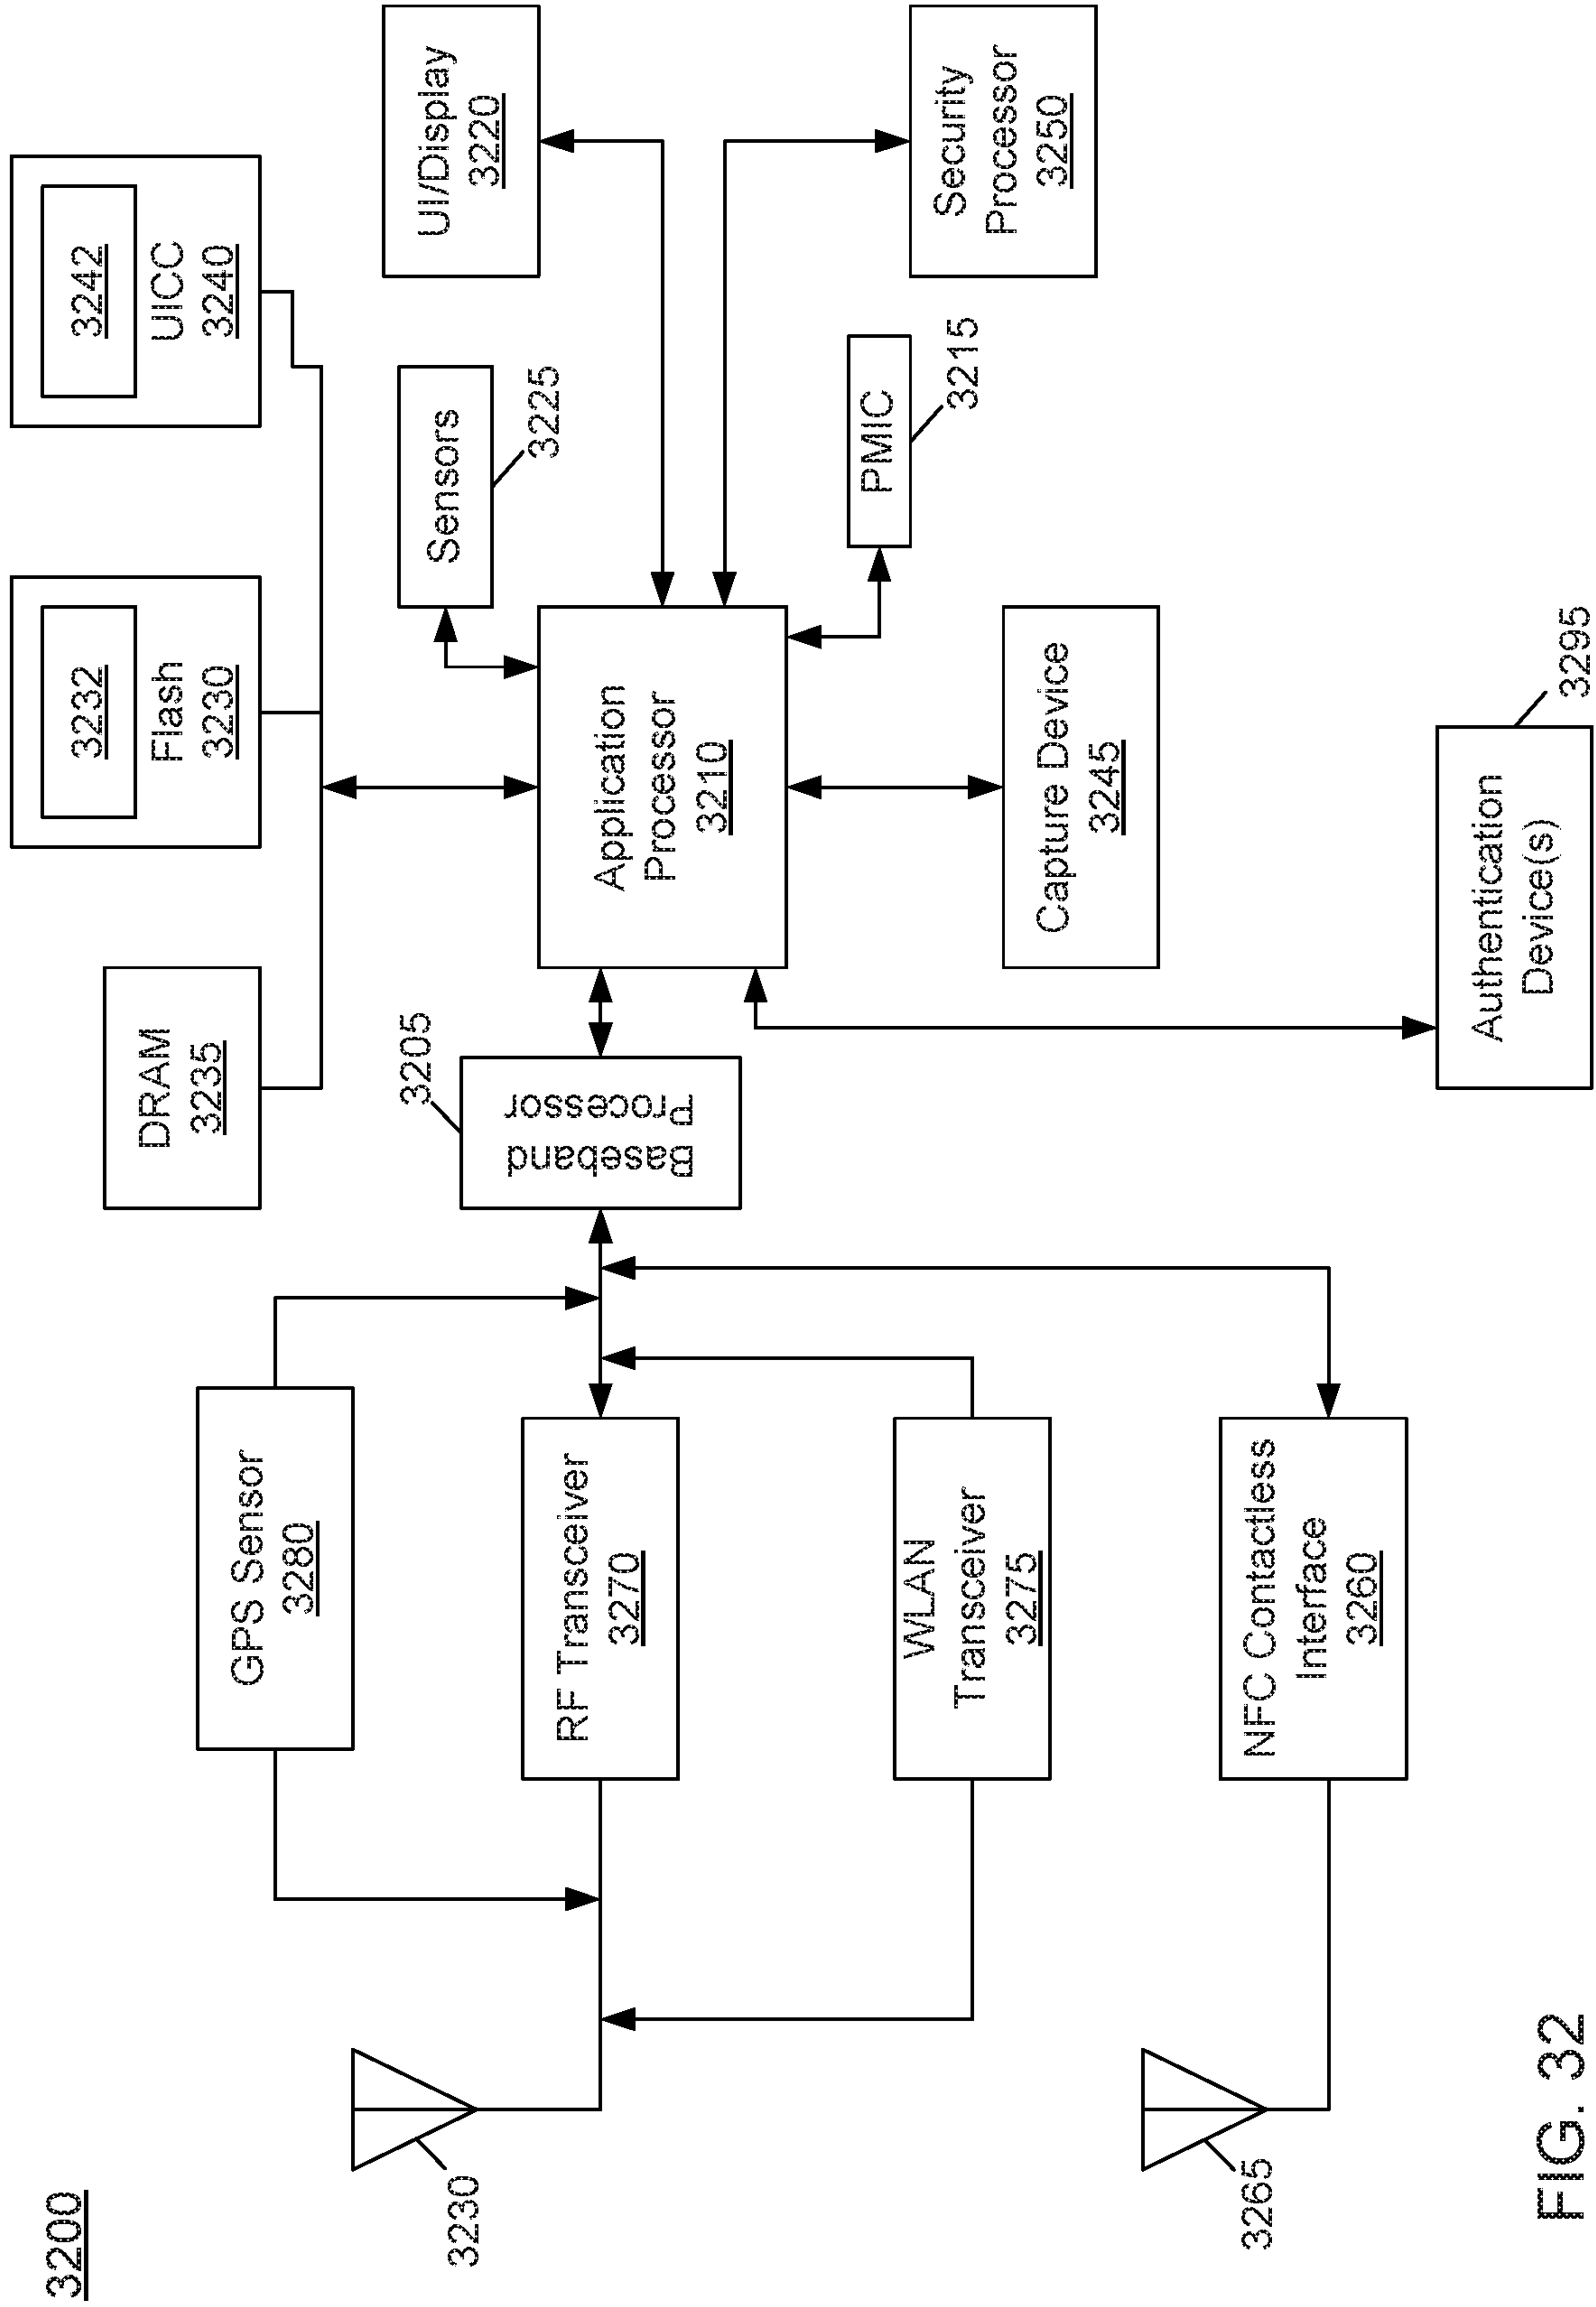 3200
3230
3265
GPS Sensor
3280
RF Transceiver
3270
WLAN
Transceiver
3275
NFC Contactless
Interface
3260
DRAM
3235
3205
Baseband
Processor
3232
Flash
3230
3242
UICC
3240
Sensors
3225
UI/Display
3220
Application
Processor
3210
Security
Processor
3250
PMIC
3215
Capture Device
3245
Authentication
Device(s)
3295
FIG. 32